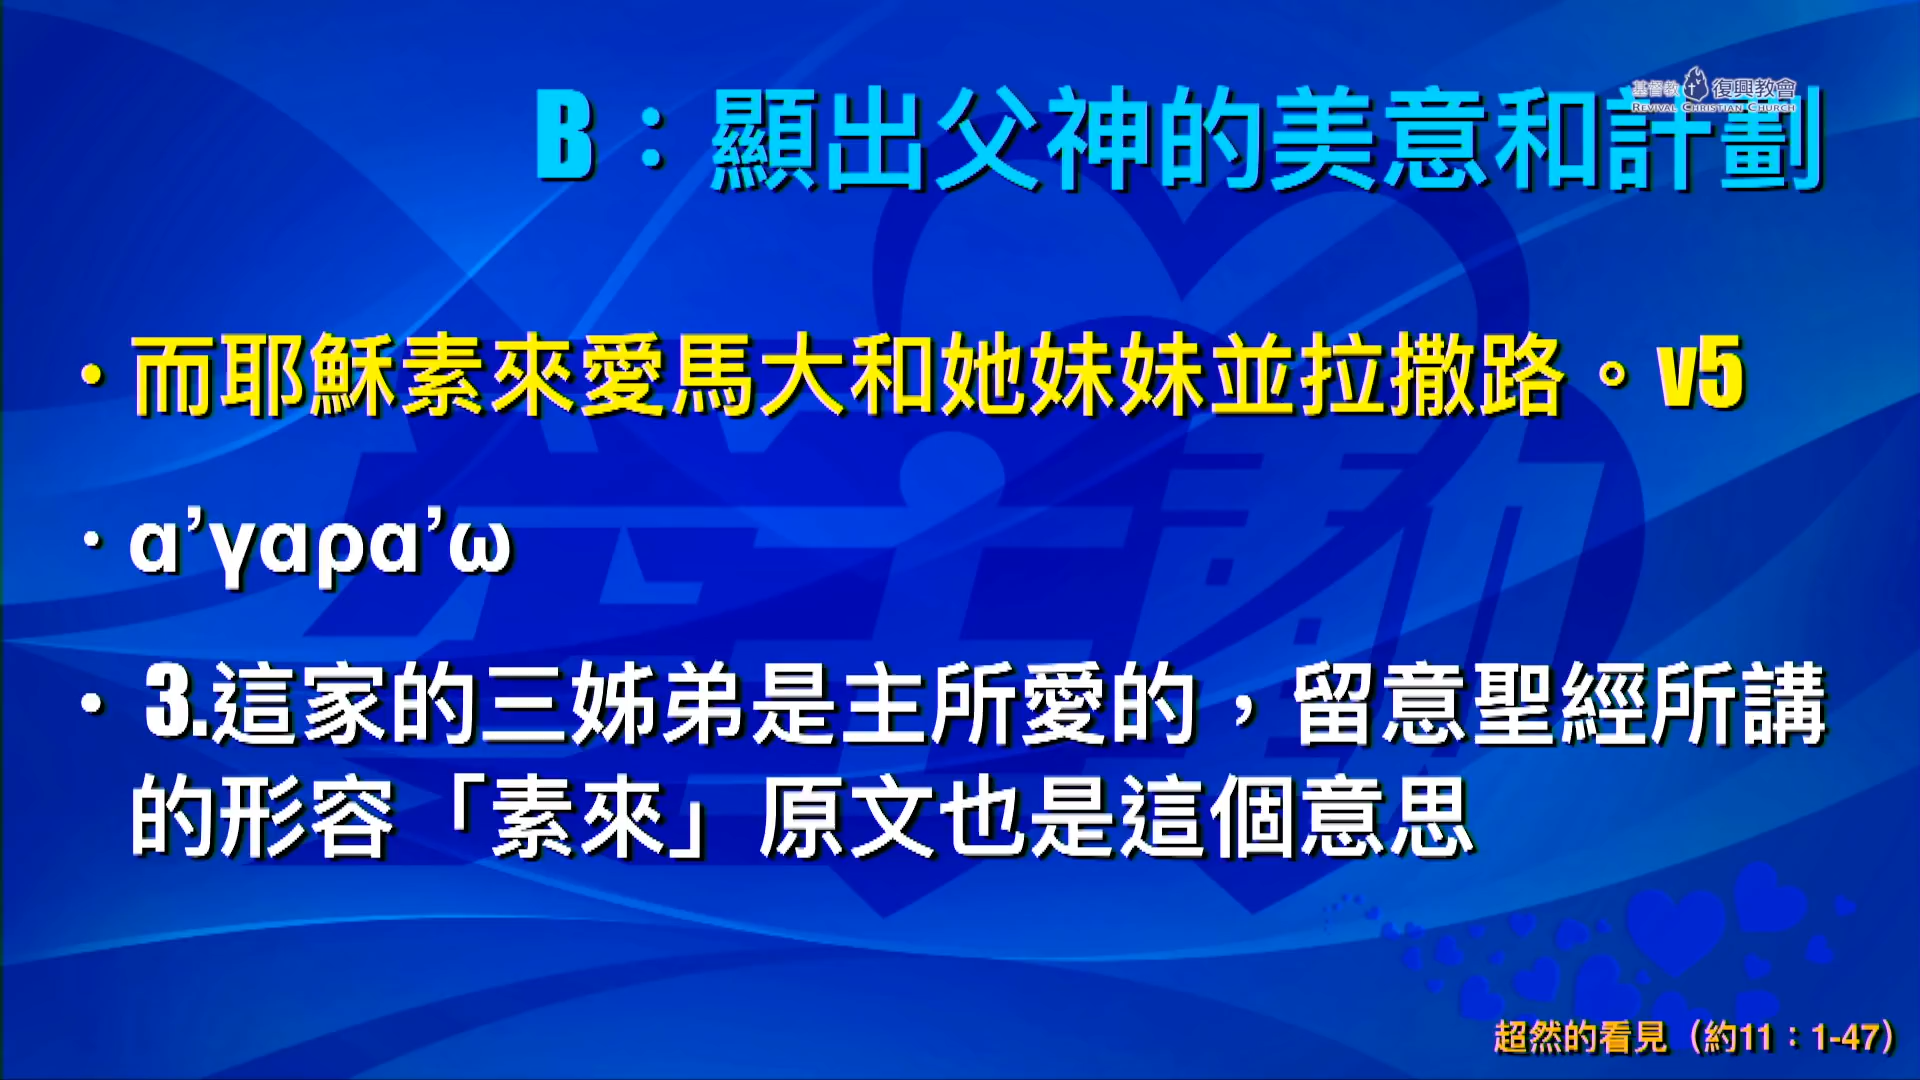 基督教 復興教會
REVIVAL CHRISTIAN CHURCH
B：顯出父神的美意和計劃
•而耶穌素來愛馬大和她妹妹並拉撒路。v5
•α’γαρα’ω
•3.這家的三姊弟是主所愛的，留意聖經所講
的形容「素來」原文也是這個意思
超然的看見（約11：1-47）